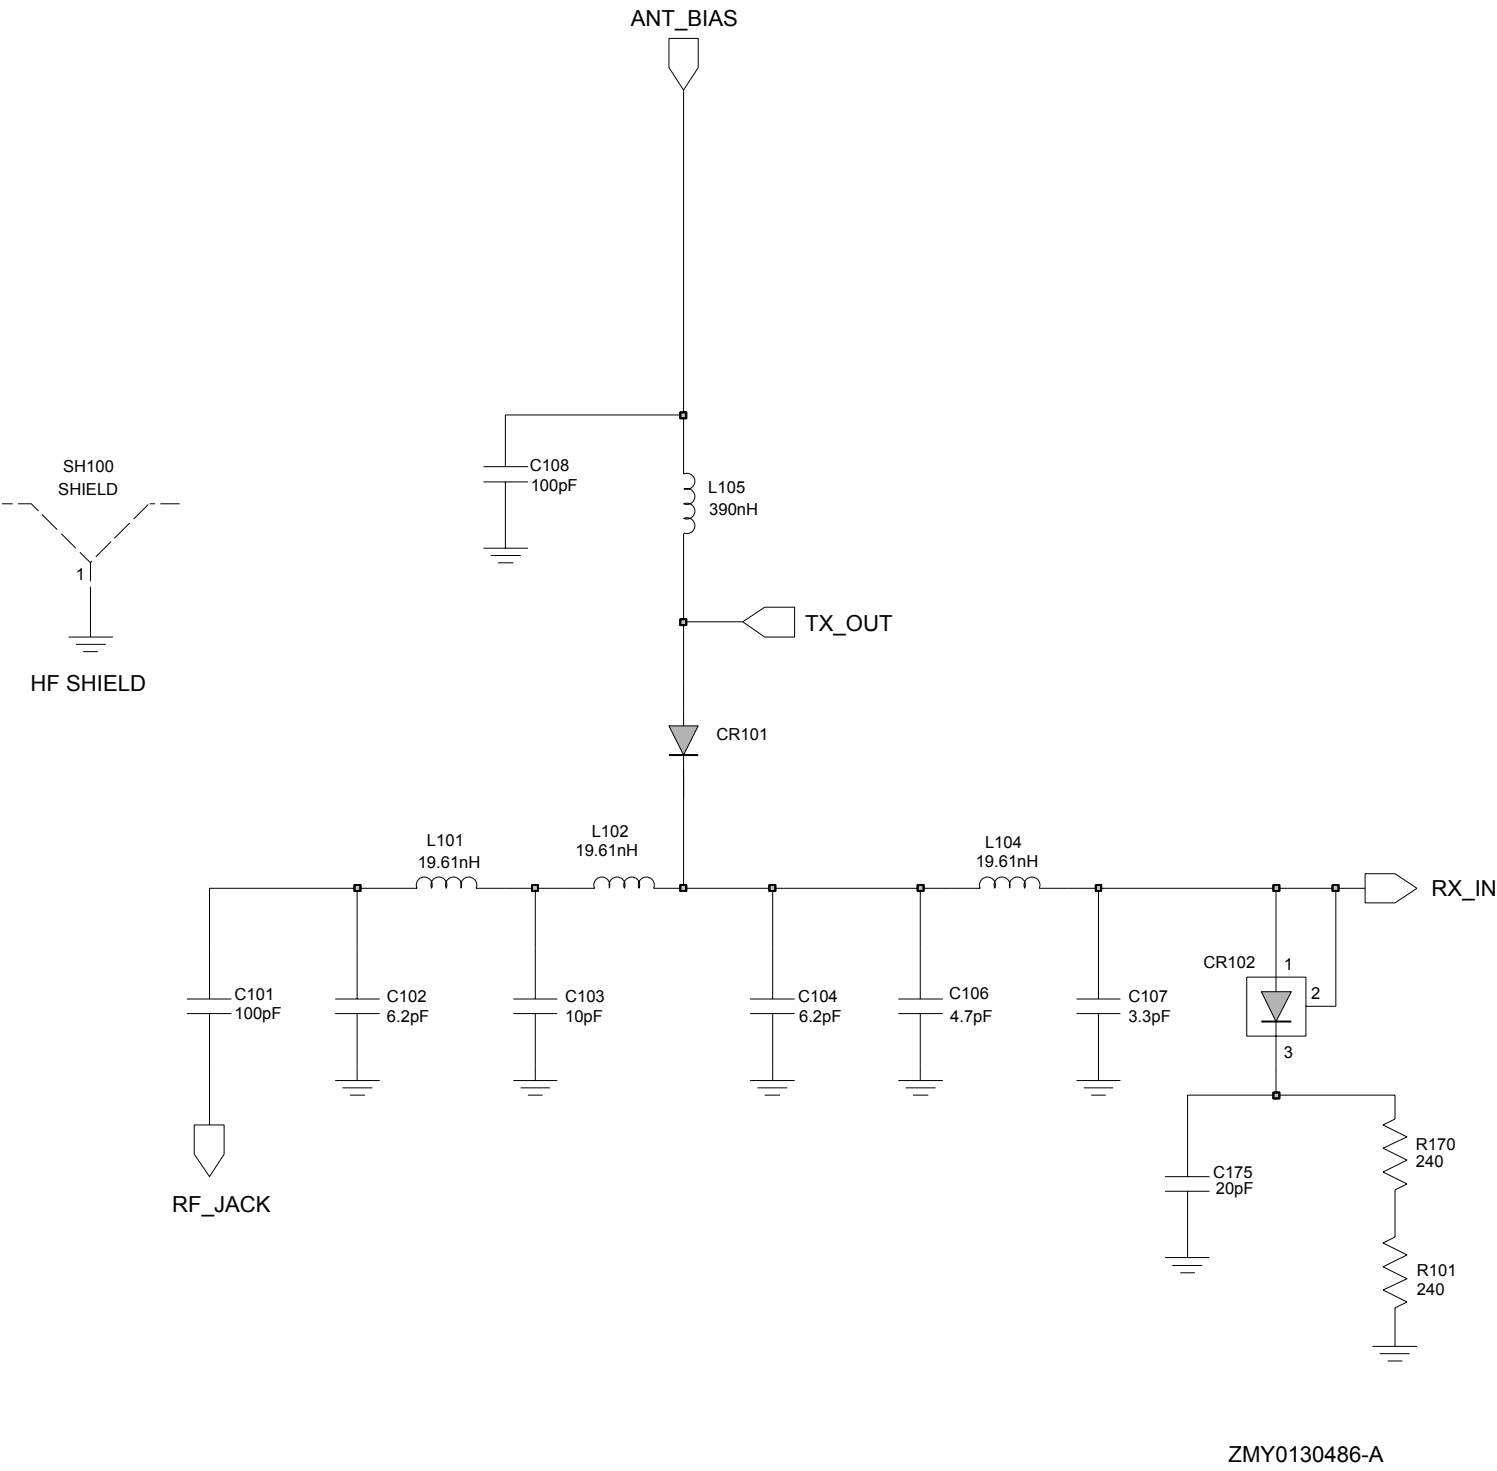 ANT_BIAS
SH100
SHIELD
1
HF SHIELD
C108
100pF
L105
390nH
TX_OUT
CR101
L101
19.61nH
L102
19.61nH
L104
19.61nH
RX_IN
C101
100pF
C102
6.2pF
C103
10pF
C104
6.2pF
C106
4.7pF
C107
3.3pF
CR102
1
2
3
RF_JACK
C175
20pF
R170
240
R101
240
ZMY0130486-A